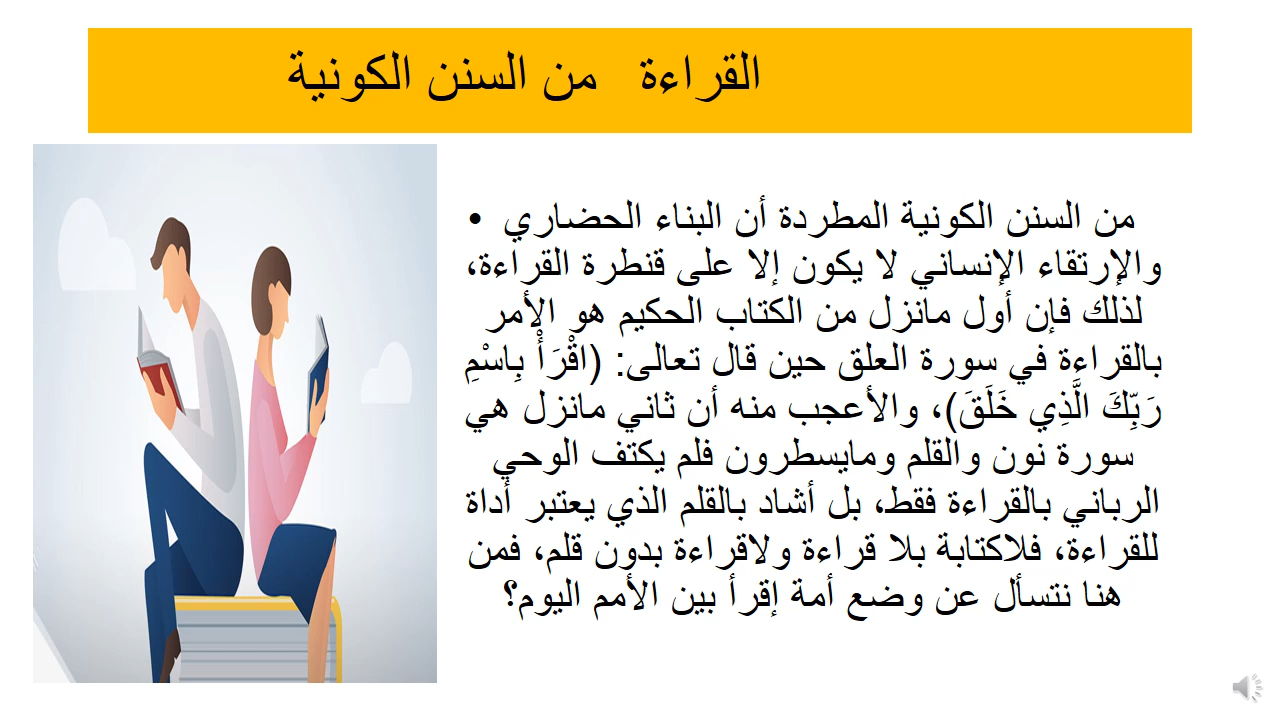 القراءة من السنن الكونية
• من السنن الكونية المطردة أن البناء الحضاري
والإرتقاء الإنساني لا يكون إلا على قنطرة القراءة،
لذلك فإن أول مانزل من الكتاب الحكيم هو الأمر
بالقراءة في سورة العلق حين قال تعالى: (اقْرَأْ بِاسْمِ
رَبِّكَ الَّذِي خَلَقَ)، والأعجب منه أن ثاني مانزل هي
سورة نون والقلم ومايسطرون فلم يكتف الوحي
الرباني بالقراءة فقط، بل أشاد بالقلم الذي يعتبر أداة
للقراءة، فلاكتابة بلا قراءة ولاقراءة بدون قلم، فمن
هنا نتسأل عن وضع أمة إقرأ بين الأمم اليوم؟